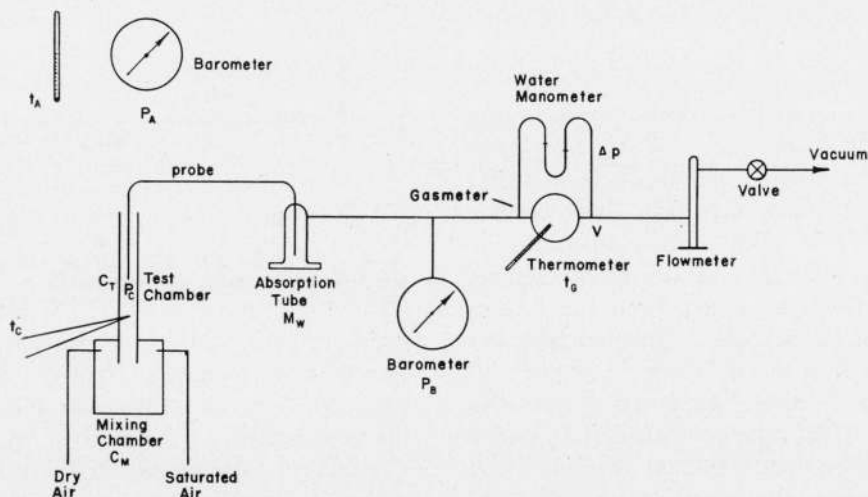 t_A
Barometer
P_A
Water
Manometer
Δp
Vacuum
Valve
probe
Gasmeter
V
Flowmeter
Thermometer
t_G
C_T
P_C
Test
Chamber
Absorption
Tube
M_W
t_C
Barometer
P_B
Mixing
Chamber
C_M
Dry
Air
Saturated
Air